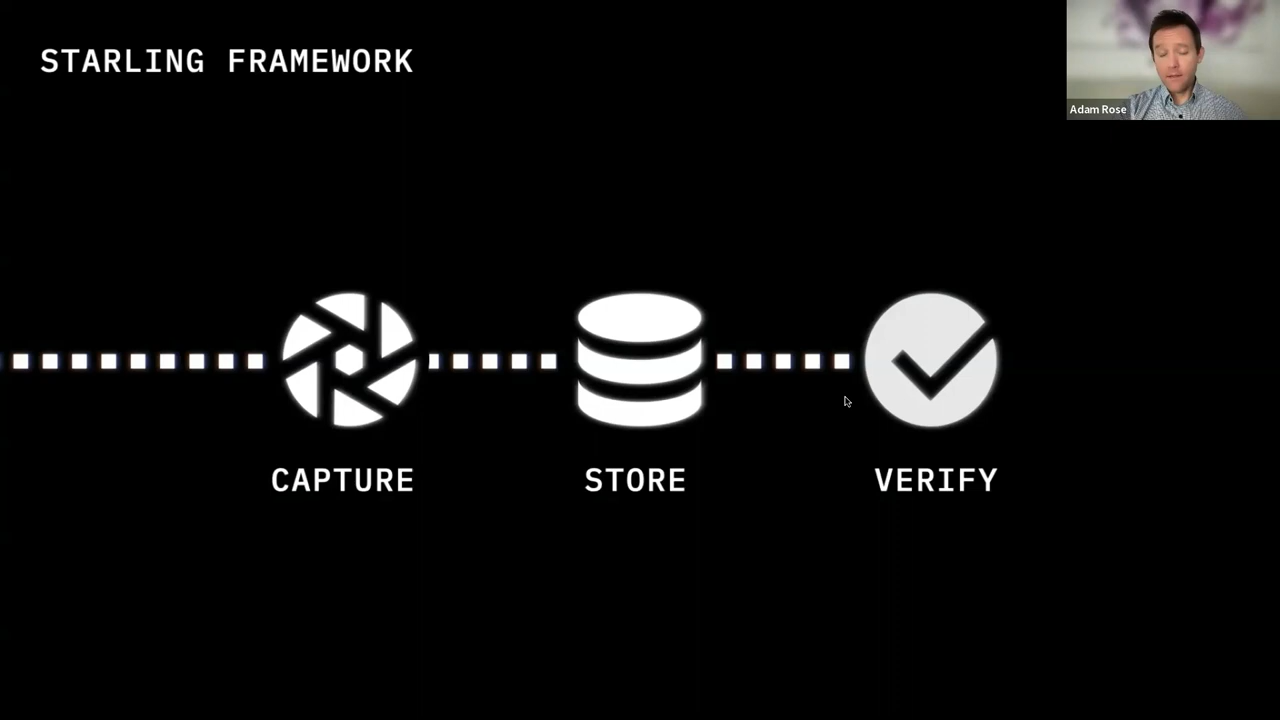 STARLING FRAMEWORK
Adam Rose
CAPTURE
STORE
VERIFY